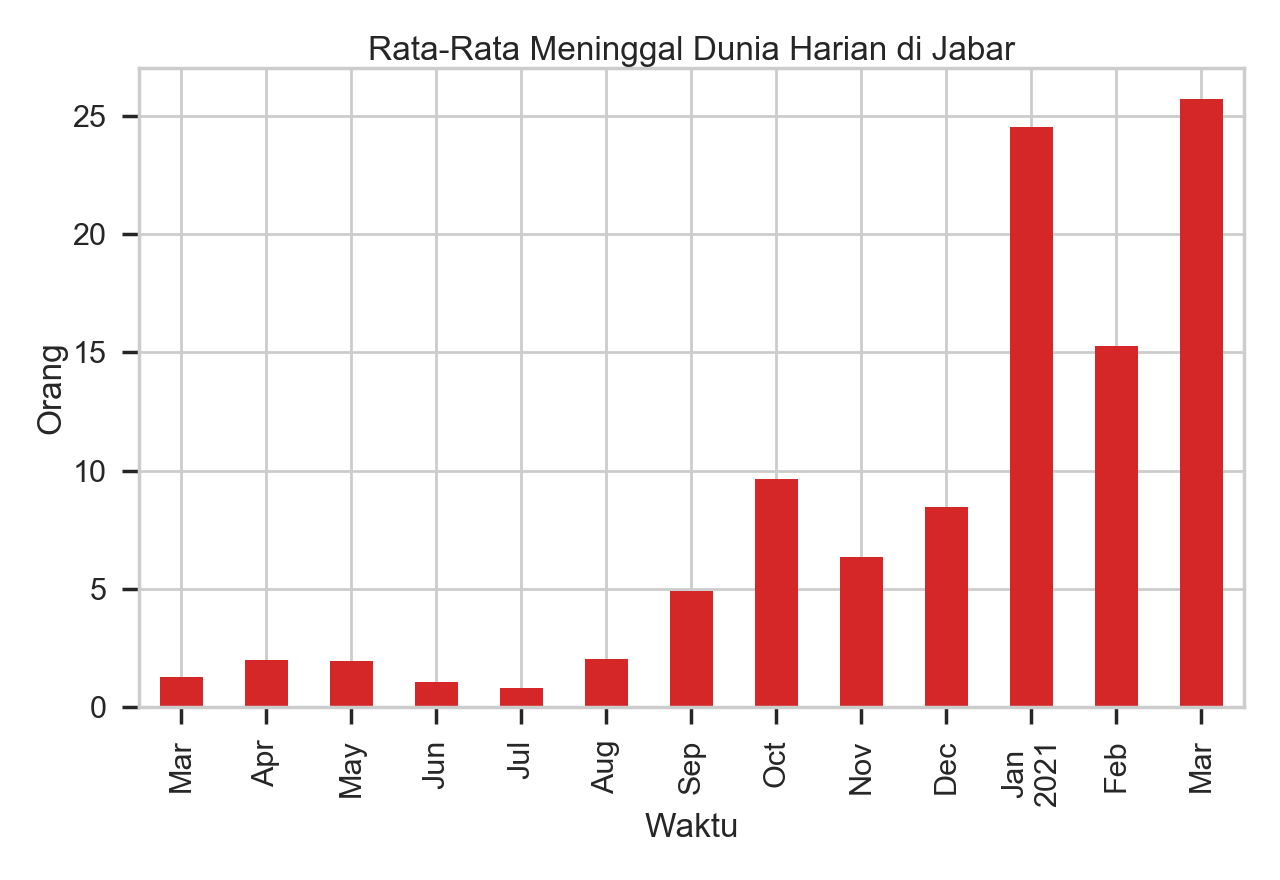 Rata-Rata Meninggal Dunia Harian di Jabar
Orang
25
20
15
10
5
0
Mar
Apr
May
Jun
Jul
Aug
Sep
Oct
Nov
Dec
Jan
2021
Feb
Mar
Waktu